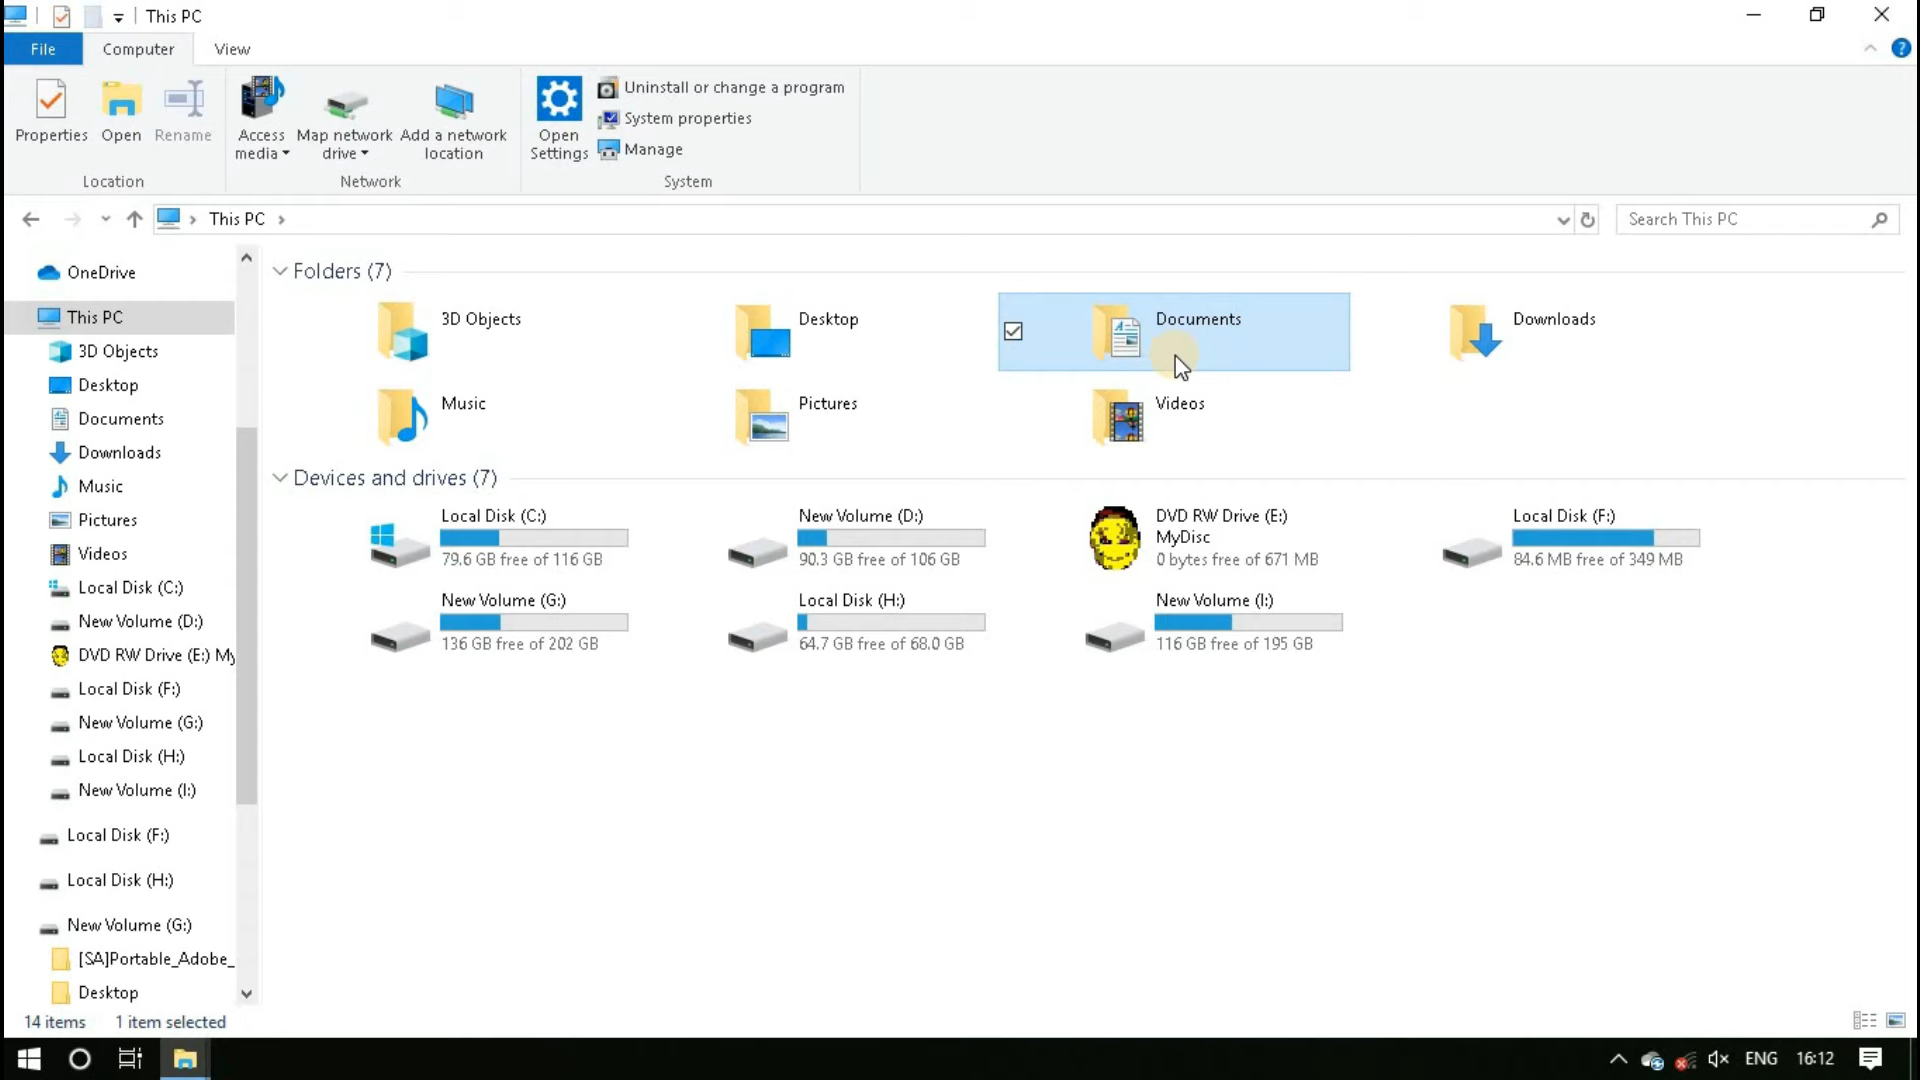 This PC
File
Computer
View
Properties
Open
Rename
Access
media
Map network
drive
Add a network
location
Open
Settings
Uninstall or change a program
System properties
Manage
Location
Network
System
This PC
Search This PC
OneDrive
This PC
3D Objects
Desktop
Documents
Downloads
Music
Pictures
Videos
Local Disk (C:)
New Volume (D:)
DVD RW Drive (E:) My
Local Disk (F:)
New Volume (G:)
Local Disk (H:)
New Volume (I:)
Local Disk (F:)
Local Disk (H:)
New Volume (G:)
[SA]Portable_Adobe_
Desktop
Folders (7)
3D Objects
Desktop
Documents
Downloads
Music
Pictures
Videos
Devices and drives (7)
Local Disk (C:)
79.6 GB free of 116 GB
New Volume (D:)
90.3 GB free of 106 GB
DVD RW Drive (E:)
MyDisc
0 bytes free of 671 MB
Local Disk (F:)
84.6 MB free of 349 MB
New Volume (G:)
136 GB free of 202 GB
Local Disk (H:)
64.7 GB free of 68.0 GB
New Volume (I:)
116 GB free of 195 GB
14 items
1 item selected
ENG
16:12